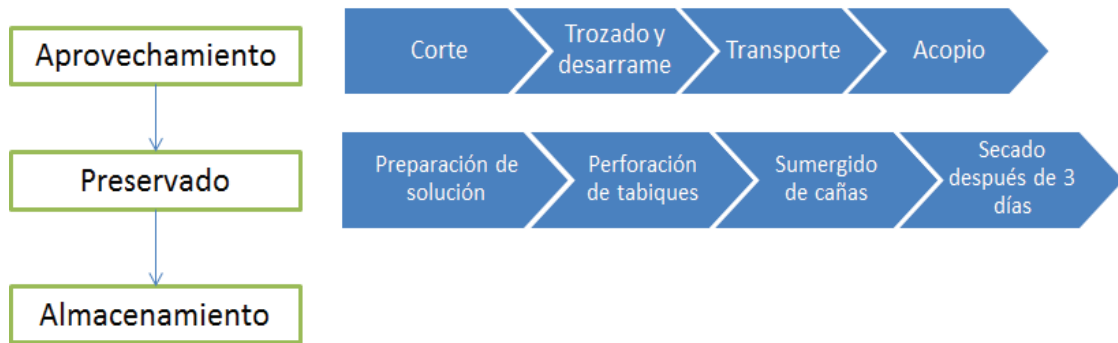 Aprovechamiento
Corte
Trozado y
desarrame
Transporte
Acopio
Preservado
Preparación de
solución
Perforación
de tabiques
Sumergido
de cañas
Secado
después de 3
días
Almacenamiento